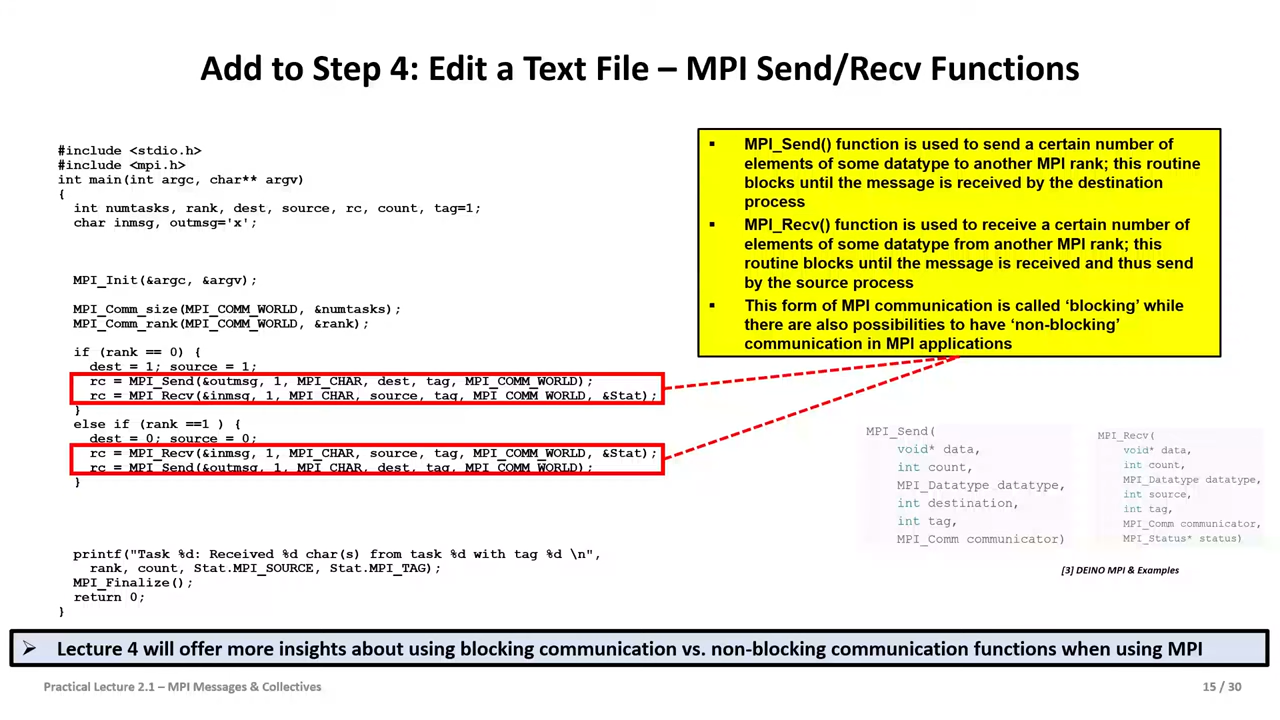 Add to Step 4: Edit a Text File – MPI Send/Recv Functions
#include <stdio.h>
#include <mpi.h>
int main(int argc, char** argv)
{
int numtasks, rank, dest, source, rc, count, tag=1;
char inmsg, outmsg='x';
MPI_Init(&argc, &argv);
MPI_Comm_size(MPI_COMM_WORLD, &numtasks);
MPI_Comm_rank(MPI_COMM_WORLD, &rank);
if (rank == 0) {
dest = 1; source = 1;
rc = MPI_Send(&outmsg, 1, MPI_CHAR, dest, tag, MPI_COMM_WORLD);
rc = MPI_Recv(&inmsg, 1, MPI_CHAR, source, tag, MPI_COMM_WORLD, &Stat);
}
else if (rank ==1 ) {
dest = 0; source = 0;
rc = MPI_Recv(&inmsg, 1, MPI_CHAR, source, tag, MPI_COMM_WORLD, &Stat);
rc = MPI_Send(&outmsg, 1, MPI_CHAR, dest, tag, MPI_COMM_WORLD);
}
printf("Task %d: Received %d char(s) from task %d with tag %d \n",
rank, count, Stat.MPI_SOURCE, Stat.MPI_TAG);
MPI_Finalize();
return 0;
}
▪ MPI_Send() function is used to send a certain number of
elements of some datatype to another MPI rank; this routine
blocks until the message is received by the destination
process
▪ MPI_Recv() function is used to receive a certain number of
elements of some datatype from another MPI rank; this
routine blocks until the message is received and thus send
by the source process
▪ This form of MPI communication is called ‘blocking’ while
there are also possibilities to have ‘non-blocking’
communication in MPI applications
MPI_Send(
void* data,
int count,
MPI_Datatype datatype,
int destination,
int tag,
MPI_Comm communicator)
MPI_Recv(
void* data,
int count,
MPI_Datatype datatype,
int source,
int tag,
MPI_Comm communicator,
MPI_Status* status)
[3] DEINO MPI & Examples
➢ Lecture 4 will offer more insights about using blocking communication vs. non-blocking communication functions when using MPI
Practical Lecture 2.1 – MPI Messages & Collectives
15 / 30